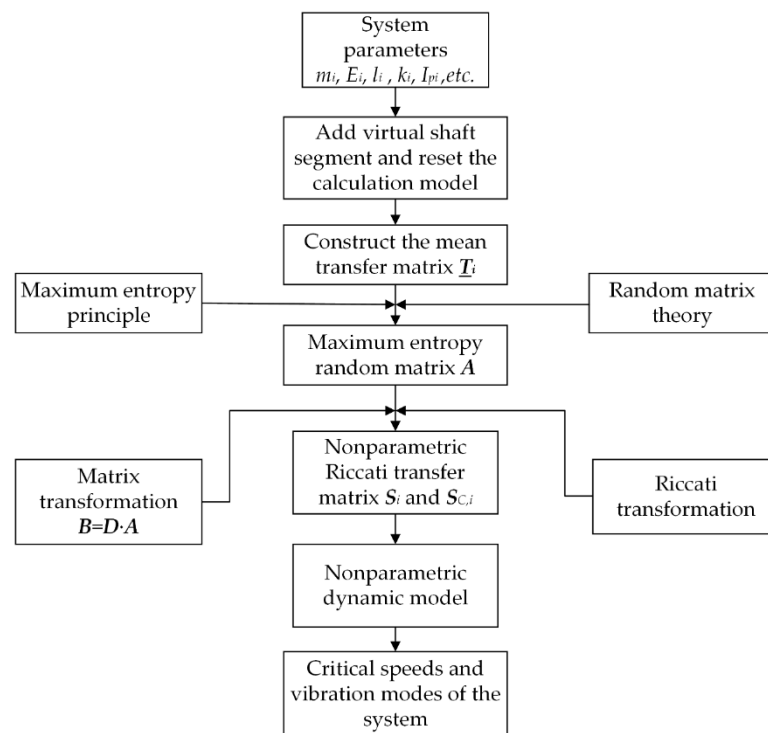 System
parameters
mi, Ei, li , ki, Ipi,etc.
Add virtual shaft
segment and reset the
calculation model
Construct the mean
transfer matrix Ti
Maximum entropy
principle
Random matrix
theory
Maximum entropy
random matrix A
Matrix
transformation
B=D·A
Nonparametric
Riccati transfer
matrix Si and SC,i
Riccati
transformation
Nonparametric
dynamic model
Critical speeds and
vibration modes of the
system